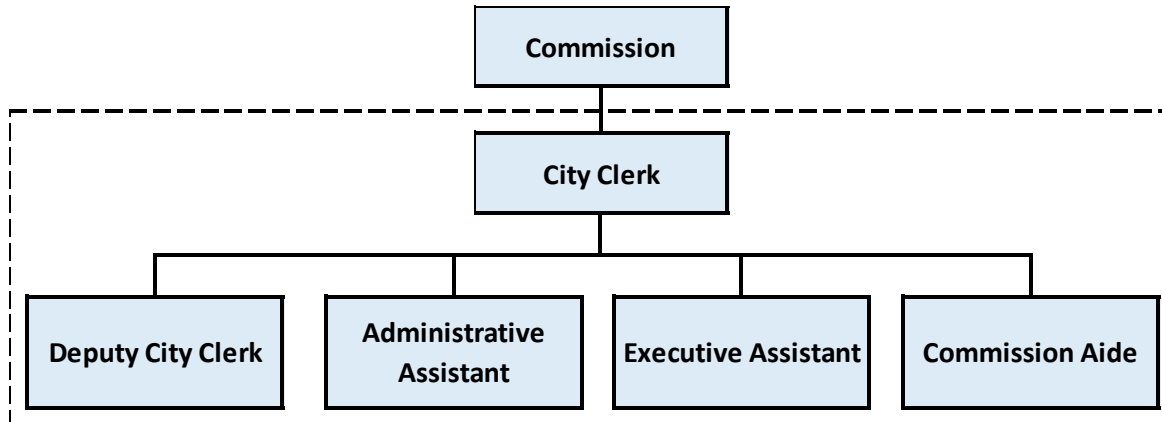 Commission
City Clerk
Deputy City Clerk
Administrative
Assistant
Executive Assistant
Commission Aide